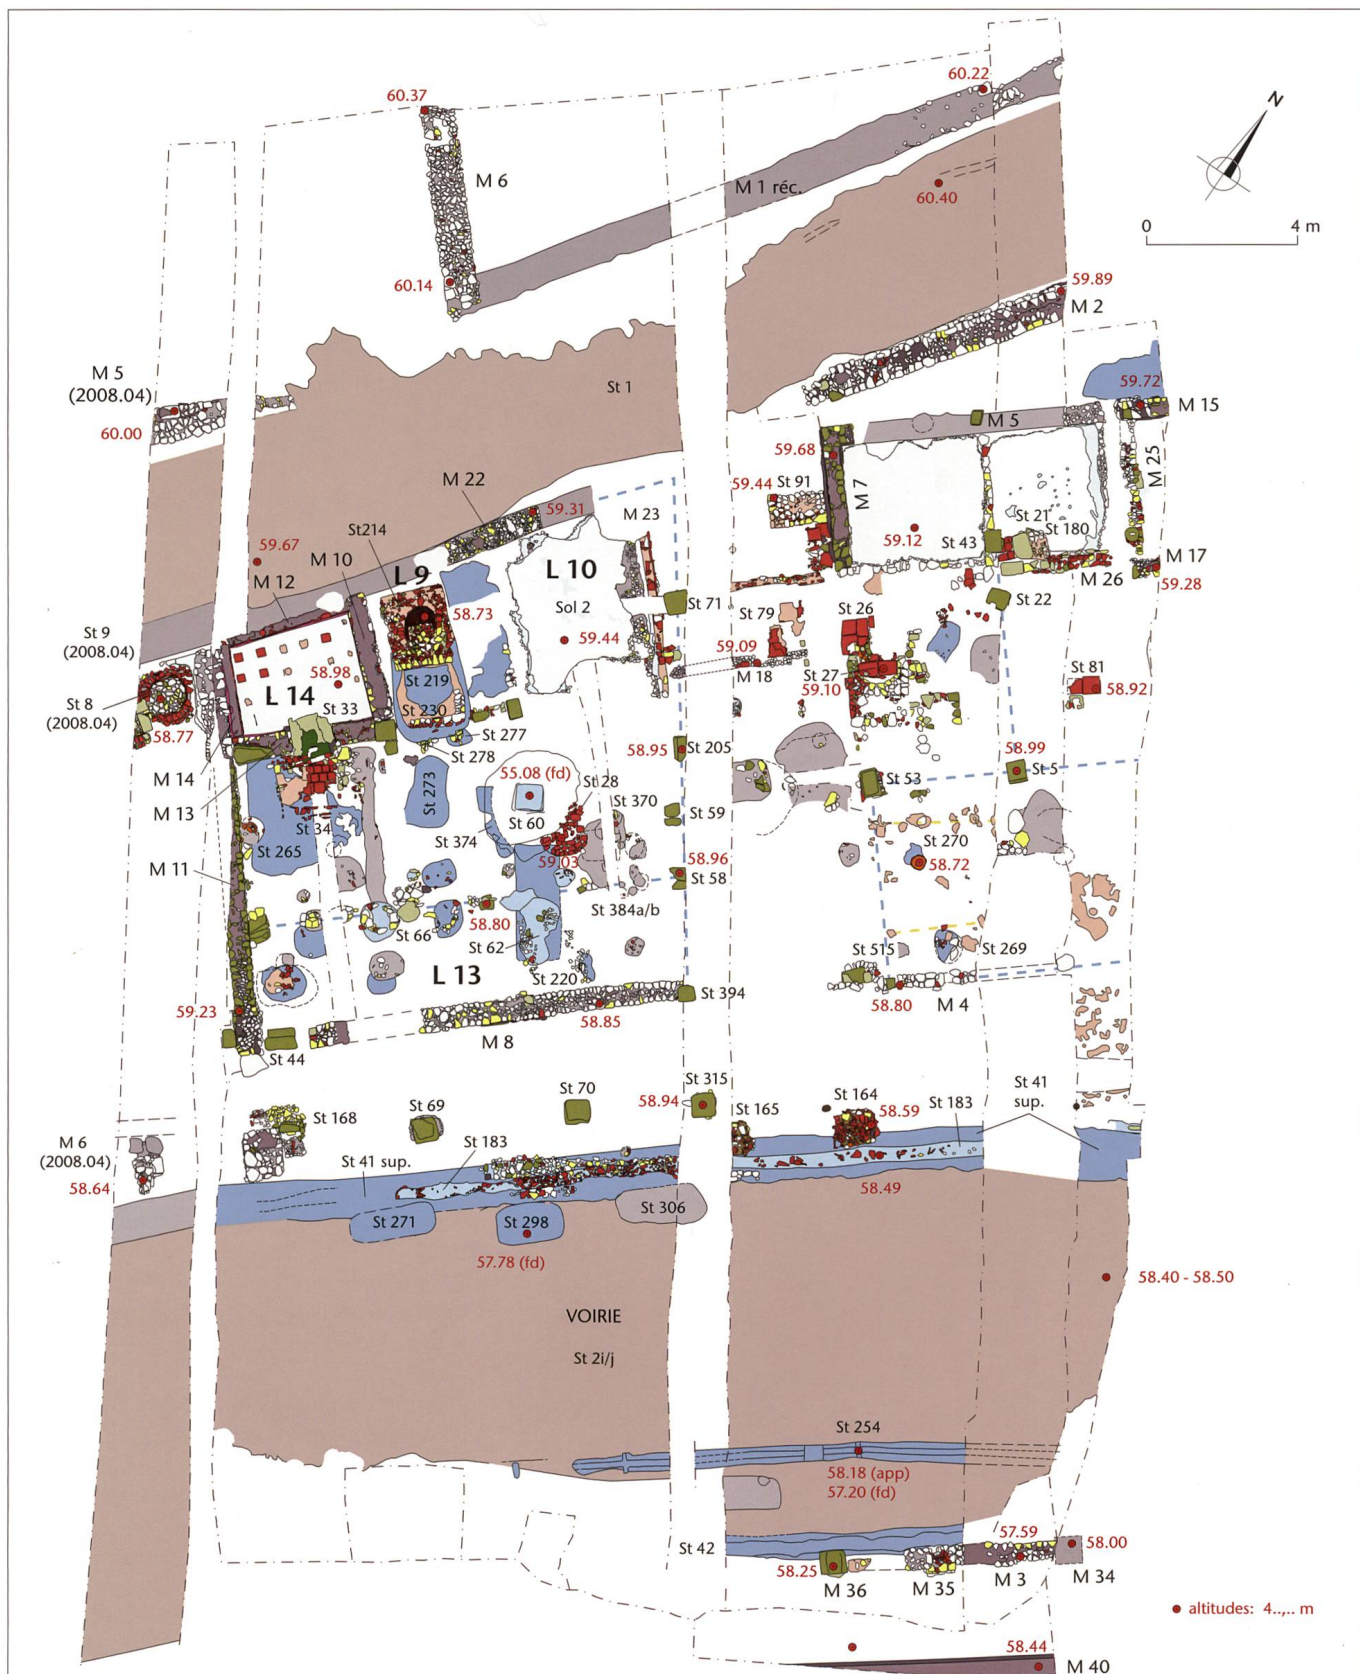 60.22
60.37
N
M 6
M 1 réc.
60.40
0 4 m
60.14
59.89
M 2
M 5
(2008.04)
St 1
59.72
60.00
M 15
M 5
59.68
M 25
M 22
59.44
St 91
M 7
59.31
M 23
St214
St 21
59.67
M 10
L 9
L 10
59.12
St 43
St 180
M 12
M 17
M 26
59.28
58.73
Sol 2
St 71
St 22
St 9
(2008.04)
59.44
St 79
St 26
58.98
59.09
St 219
L 14
M 18
St 27
St 81
St 8
(2008.04)
St 33
St 230
59.10
58.92
58.77
St 277
St 278
58.95
St 205
58.99
M 14
55.08 (fd)
St 28
St 53
St 5
M 13
St 273
St 60
St 370
St 59
St 34
St 374
St 270
St 265
59.03
58.96
58.72
M 11
St 58
58.80
St 384a/b
St 66
St 62
St 515
St 269
L 13
St 220
St 394
59.23
58.85
58.80
M 4
M 8
St 44
St 70
St 315
St 41
sup.
St 168
St 69
58.94
St 164
58.59
St 183
St 165
M 6
(2008.04)
St 183
St 41 sup.
58.64
58.49
St 306
St 271
St 298
57.78 (fd)
58.40 - 58.50
VOIRIE
St 2i/j
St 254
58.18 (app)
57.20 (fd)
57.59
St 42
58.00
58.25
M 36
M 35
M 3
M 34
altitudes: 4..,.. m
58.44
M 40